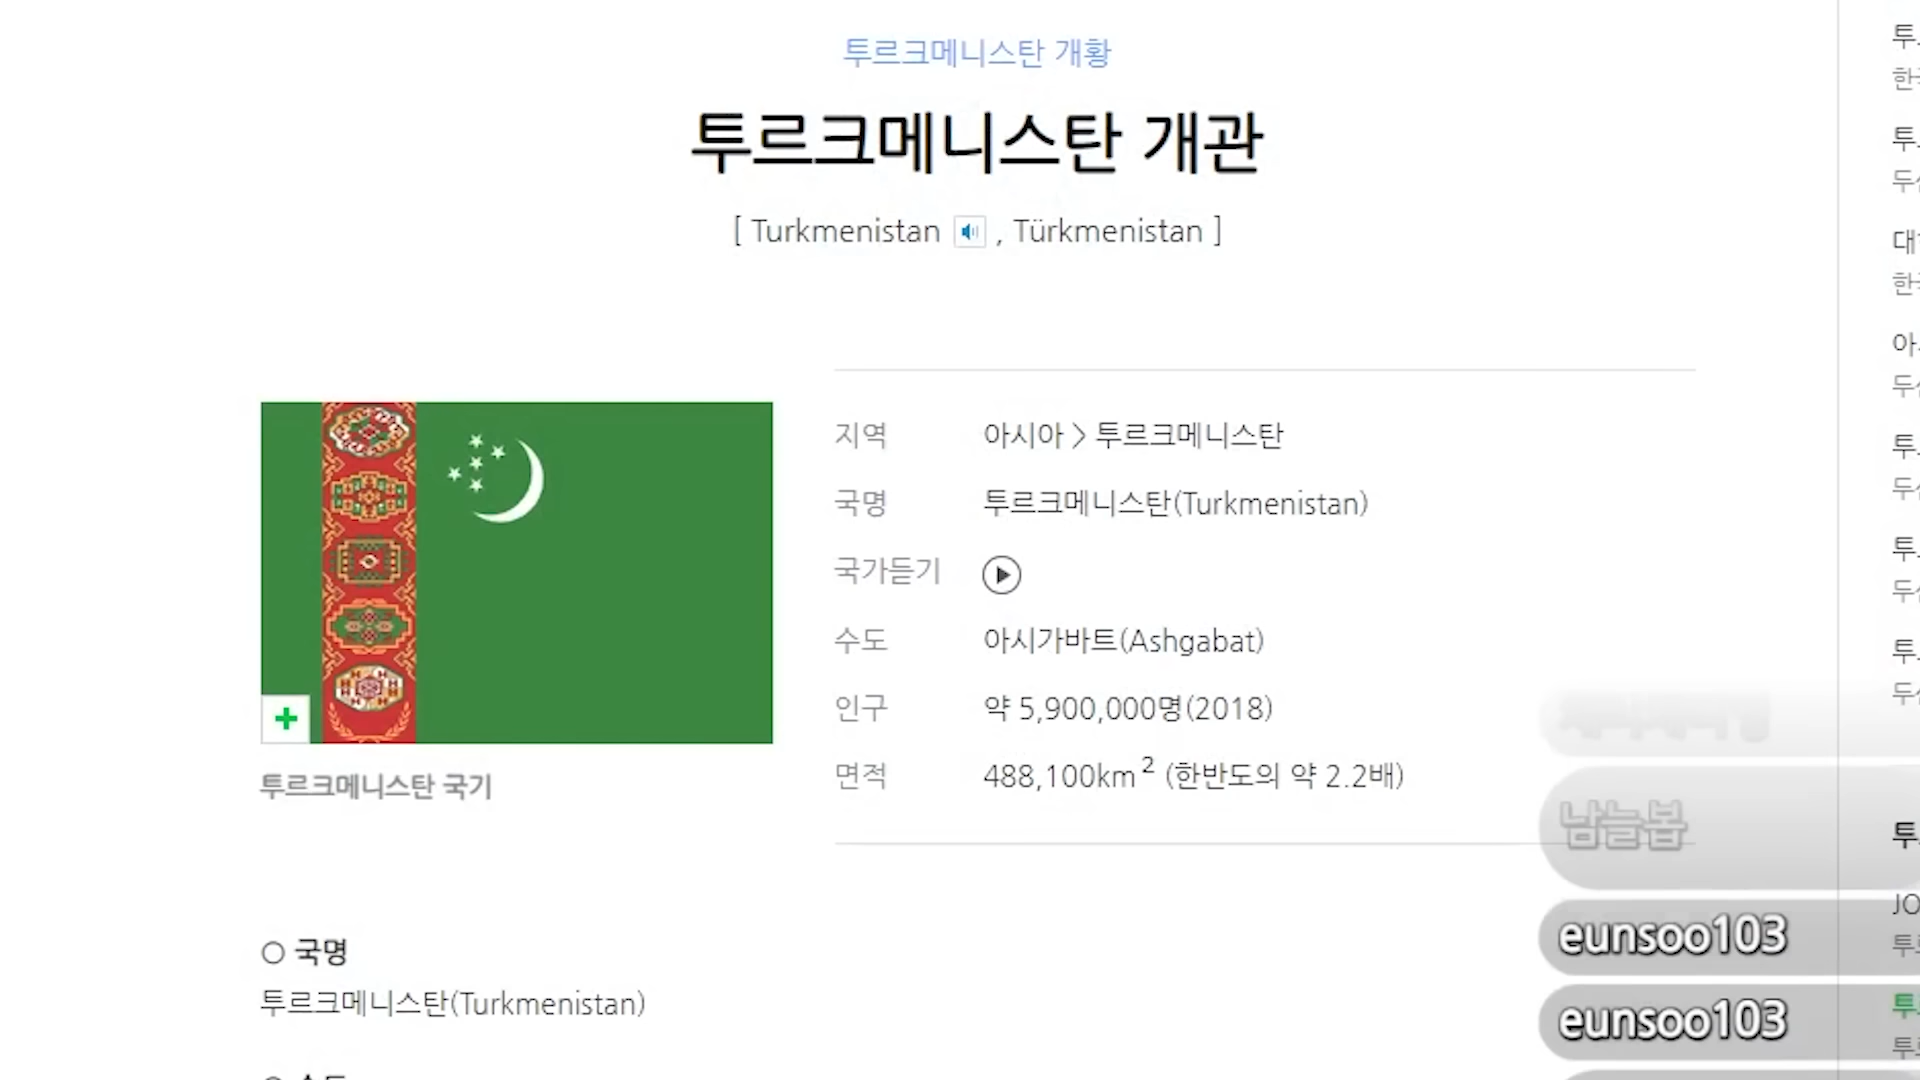 투르크메니스탄 개황
투르크메니스탄 개관
[ Turkmenistan , Türkmenistan ]
지역 아시아 > 투르크메니스탄
국명 투르크메니스탄(Turkmenistan)
국가듣기
수도 아시가바트(Ashgabat)
인구 약 5,900,000명(2018)
면적 488,100km² (한반도의 약 2.2배)
투르크메니스탄 국기
○ 국명
투르크메니스탄(Turkmenistan)
남늘봅
eunsoo103
eunsoo103